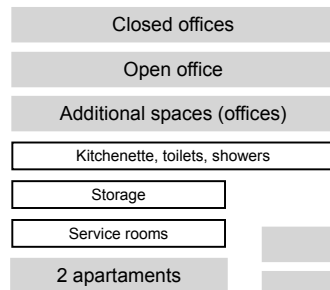 Closed offices
Open office
Additional spaces (offices)
Kitchenette, toilets, showers
Storage
Service rooms
2 apartaments